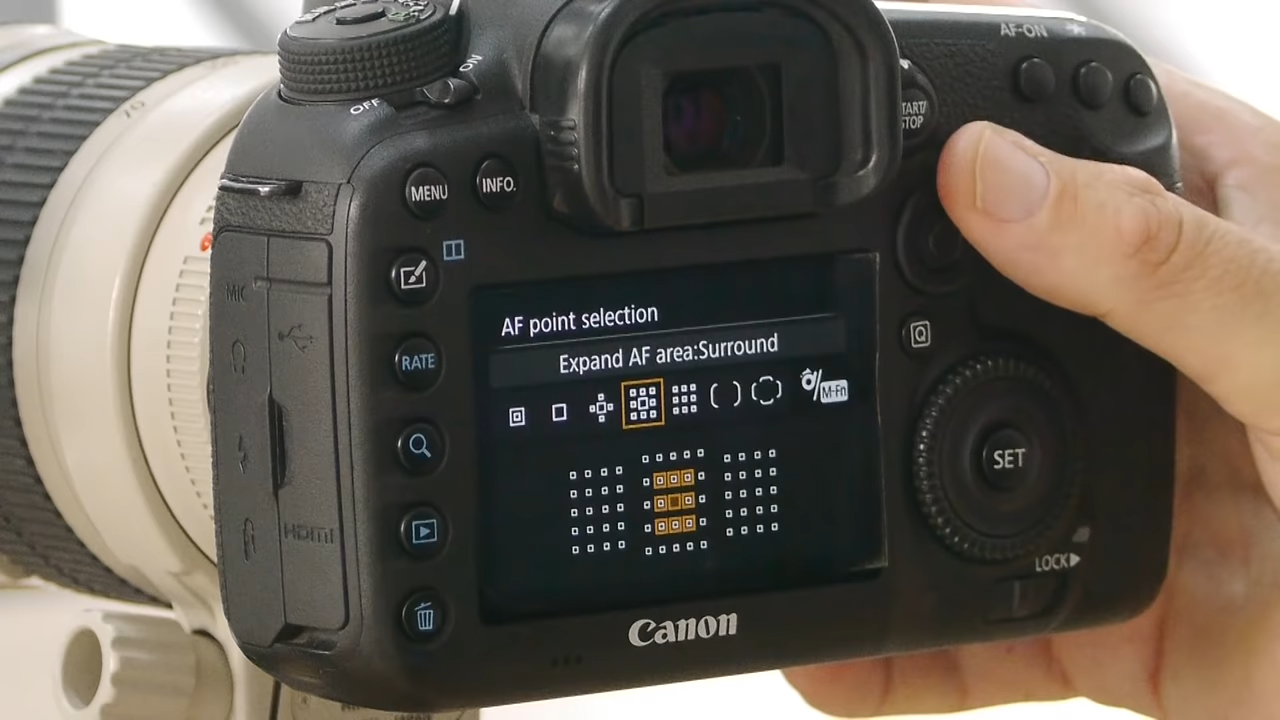 AF-ON
ON
OFF
START/
STOP
70
MENU
INFO.
MIC
RATE
AF point selection
Expand AF area:Surround
M-Fn
Q
SET
HDMI
LOCK
Canon